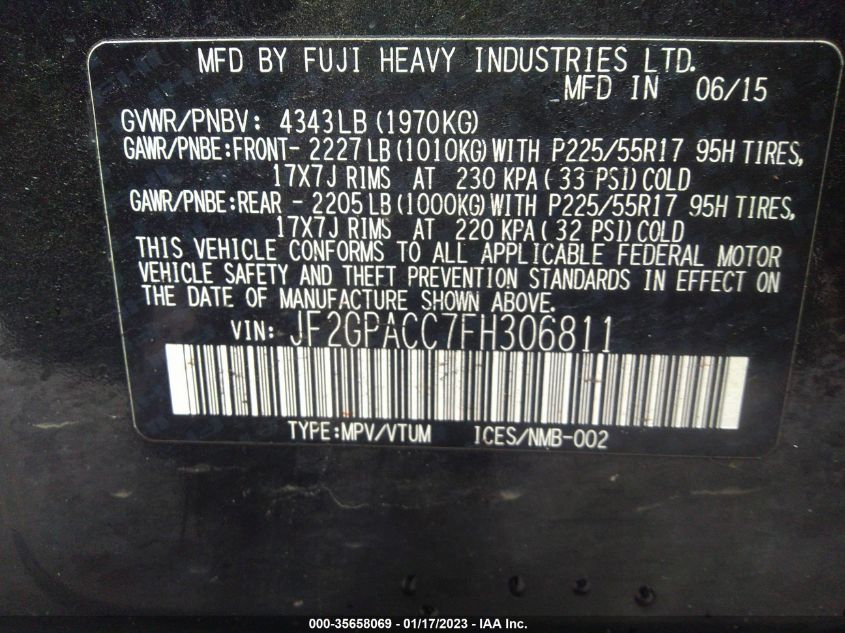 MFD BY FUJI HEAVY INDUSTRIES LTD.
MFD IN 06/15
GVWR/PNBV: 4343LB (1970KG)
GAWR/PNBE:FRONT- 2227LB (1010KG) WITH P225/55R17 95H TIRES,
17X7J RIMS AT 230 KPA ( 33 PSI) COLD
GAWR/PNBE:REAR - 2205LB (1000KG) WITH P225/55R17 95H TIRES,
17X7J RIMS AT 220 KPA ( 32 PSI) COLD
THIS VEHICLE CONFORMS TO ALL APPLICABLE FEDERAL MOTOR
VEHICLE SAFETY AND THEFT PREVENTION STANDARDS IN EFFECT ON
THE DATE OF MANUFACTURE SHOWN ABOVE.
VIN: JF2GPACC7FH306811
TYPE:MPV/VTUM ICES/NMB-002
000-35658069 - 01/17/2023 - IAA Inc.